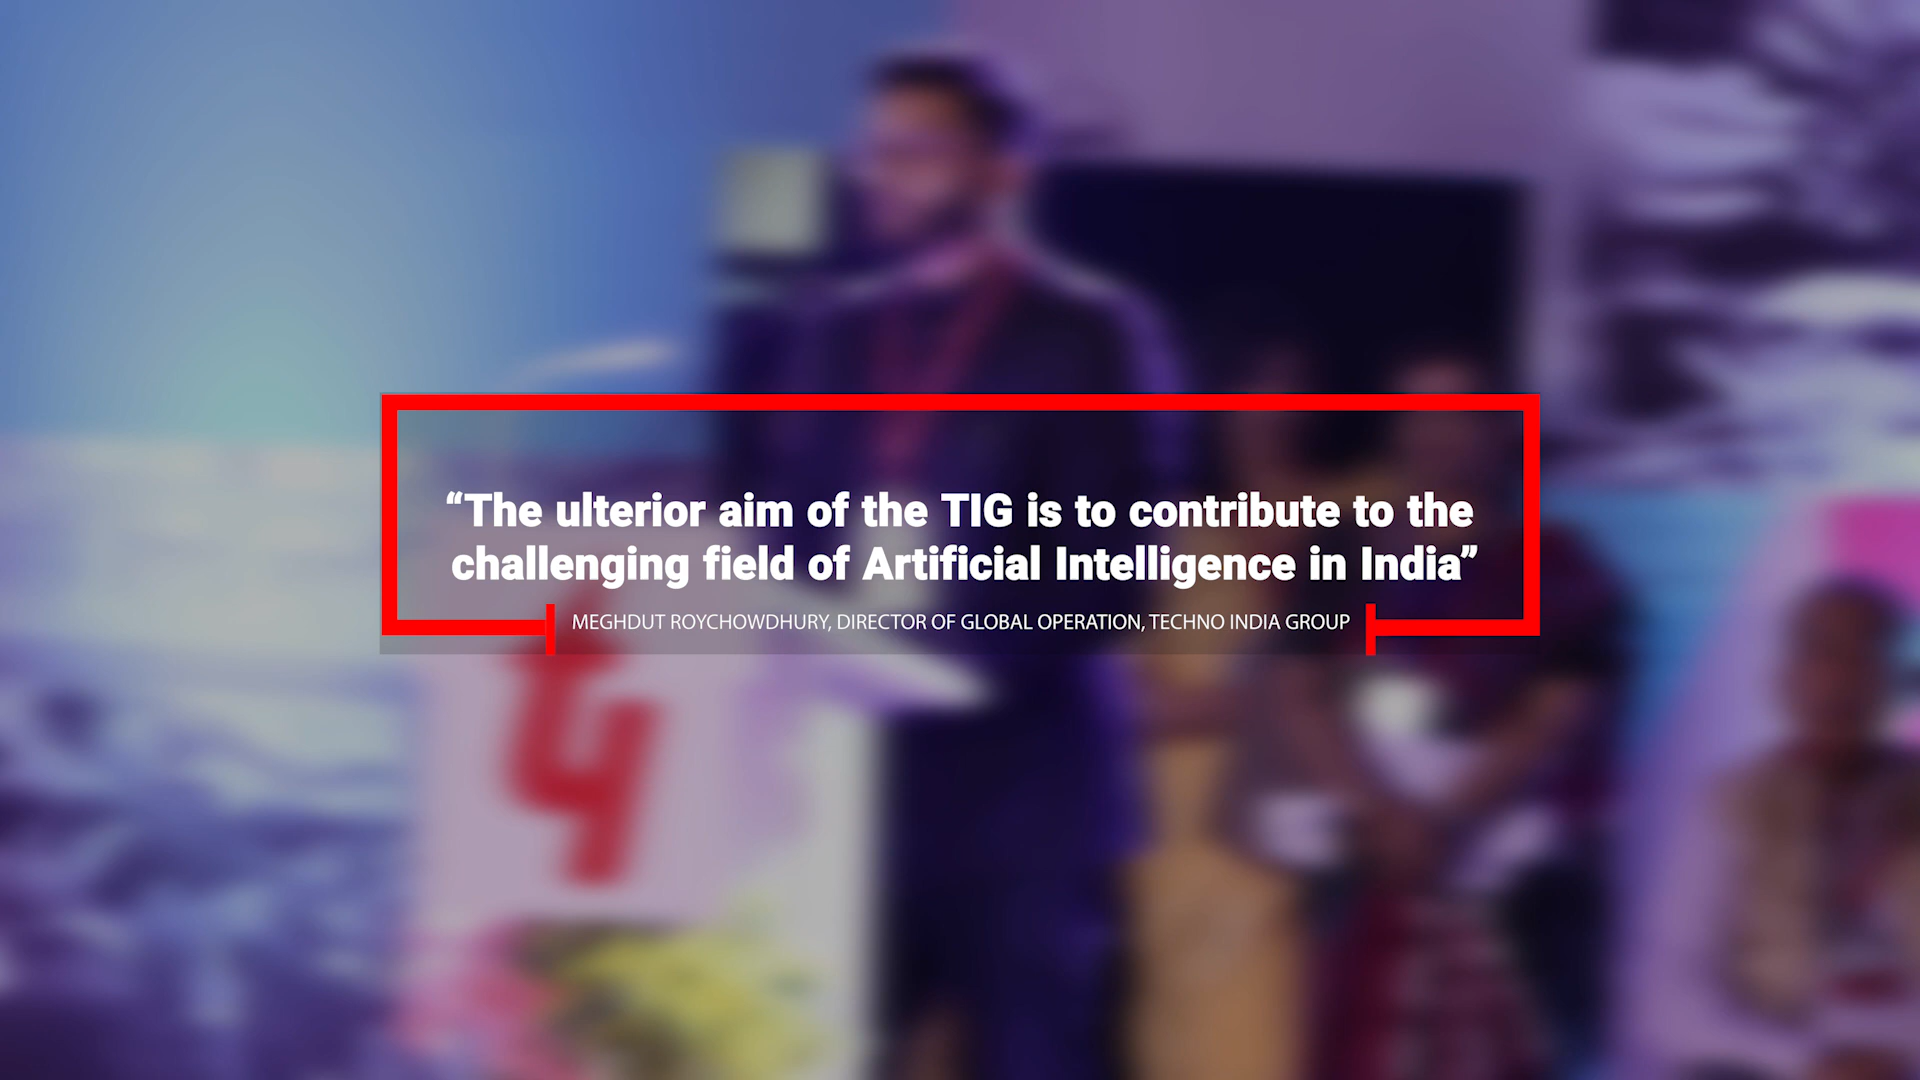 “The ulterior aim of the TIG is to contribute to the
challenging field of Artificial Intelligence in India”
MEGHDUT ROYCHOWDHURY, DIRECTOR OF GLOBAL OPERATION, TECHNO INDIA GROUP